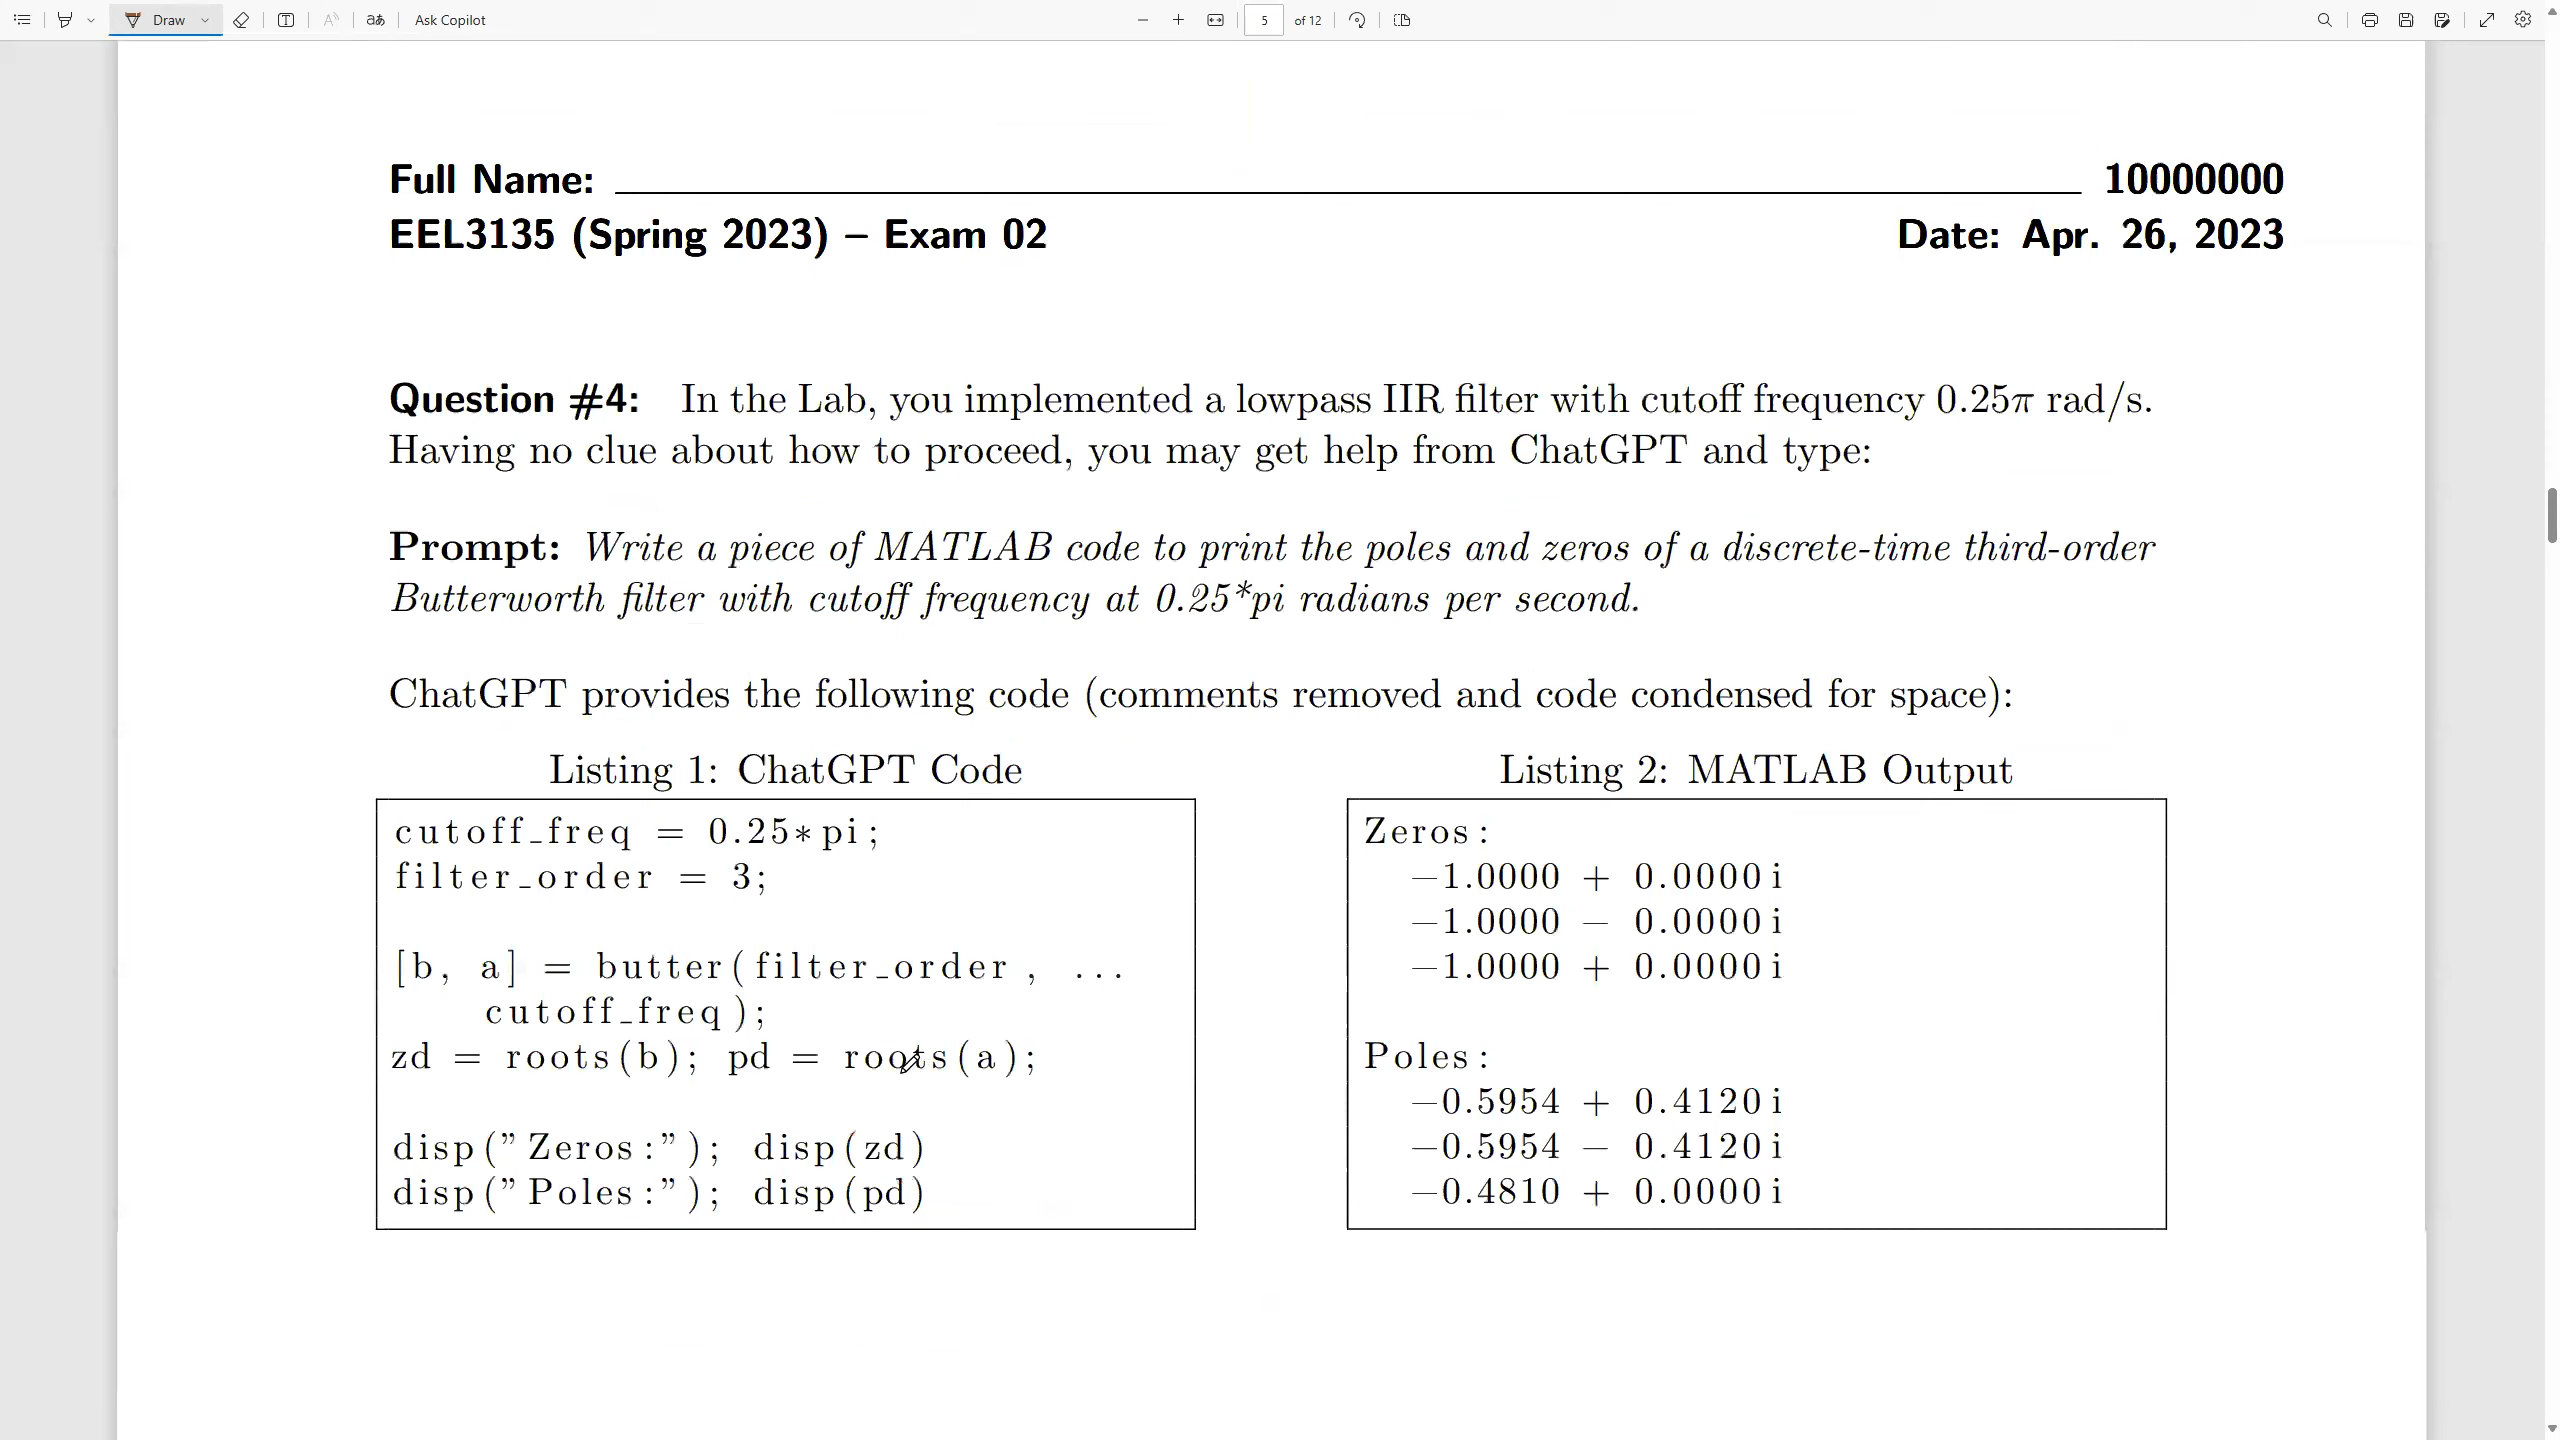 Draw
Ask Copilot
5 of 12
Full Name: 10000000
EEL3135 (Spring 2023) – Exam 02 Date: Apr. 26, 2023
Question #4: In the Lab, you implemented a lowpass IIR filter with cutoff frequency 0.25π rad/s.
Having no clue about how to proceed, you may get help from ChatGPT and type:
Prompt: Write a piece of MATLAB code to print the poles and zeros of a discrete-time third-order
Butterworth filter with cutoff frequency at 0.25*pi radians per second.
ChatGPT provides the following code (comments removed and code condensed for space):
Listing 1: ChatGPT Code
cutoff_freq = 0.25*pi;
filter_order = 3;
[b, a] = butter(filter_order, ...
cutoff_freq);
zd = roots(b); pd = roots(a);
disp("Zeros:"); disp(zd)
disp("Poles:"); disp(pd)
Listing 2: MATLAB Output
Zeros:
−1.0000 + 0.0000i
−1.0000 − 0.0000i
−1.0000 + 0.0000i
Poles:
−0.5954 + 0.4120i
−0.5954 − 0.4120i
−0.4810 + 0.0000i